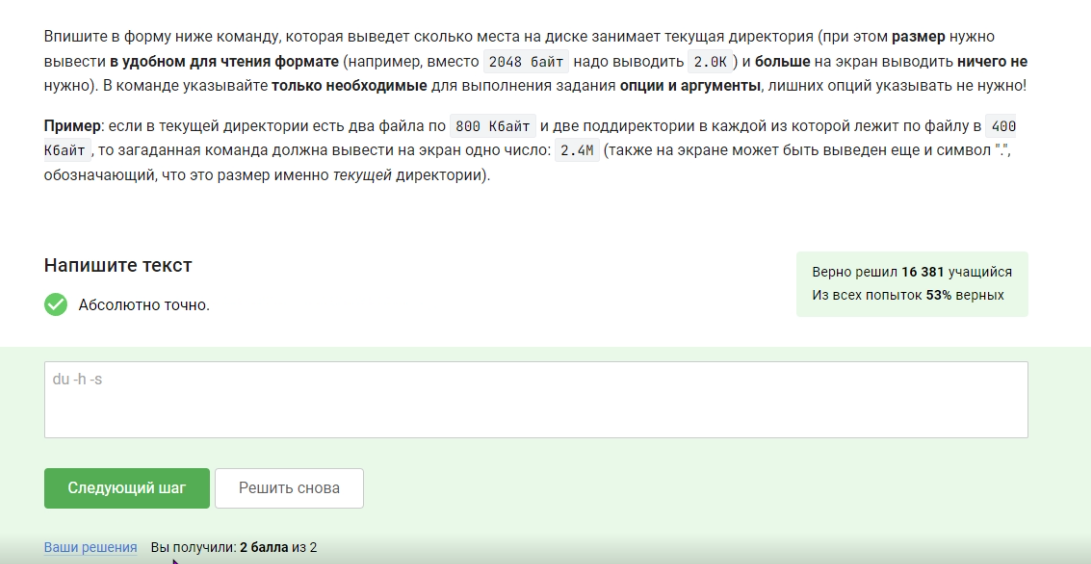 Впишите в форму ниже команду, которая выведет сколько места на диске занимает текущая директория (при этом размер нужно
вывести в удобном для чтения формате (например, вместо 2048 байт надо выводить 2.0K ) и больше на экран выводить ничего не
нужно). В команде указывайте только необходимые для выполнения задания опции и аргументы, лишних опций указывать не нужно!
Пример: если в текущей директории есть два файла по 800 Кбайт и две поддиректории в каждой из которой лежит по файлу в 400
Кбайт , то загаданная команда должна вывести на экран одно число: 2.4M (также на экране может быть выведен еще и символ ".",
обозначающий, что это размер именно текущей директории).
Напишите текст
Верно решил 16 381 учащийся
Из всех попыток 53% верных
Абсолютно точно.
du -h -s
Следующий шаг
Решить снова
Ваши решения Вы получили: 2 балла из 2